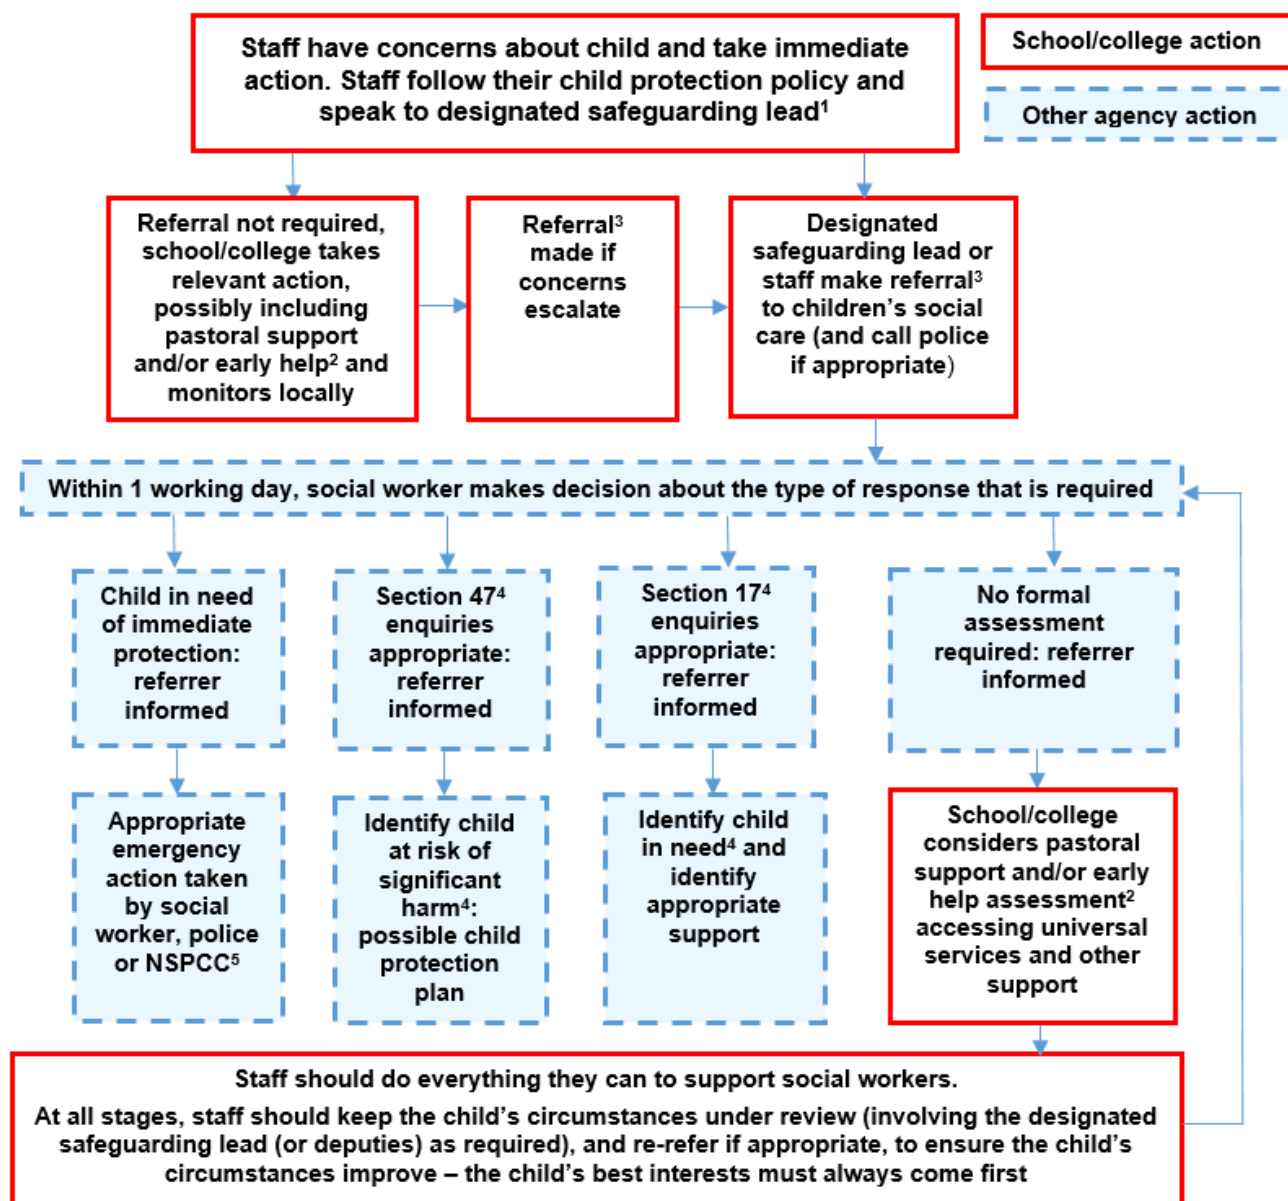 Staff have concerns about child and take immediate
action. Staff follow their child protection policy and
speak to designated safeguarding lead¹
School/college action
Other agency action
Referral not required,
school/college takes
relevant action,
possibly including
pastoral support
and/or early help² and
monitors locally
Referral³
made if
concerns
escalate
Designated
safeguarding lead or
staff make referral³
to children’s social
care (and call police
if appropriate)
Within 1 working day, social worker makes decision about the type of response that is required
Child in need
of immediate
protection:
referrer
informed
Section 47⁴
enquiries
appropriate:
referrer
informed
Section 17⁴
enquiries
appropriate:
referrer
informed
No formal
assessment
required: referrer
informed
Appropriate
emergency
action taken
by social
worker, police
or NSPCC⁵
Identify child
at risk of
significant
harm⁴:
possible child
protection
plan
Identify child
in need⁴ and
identify
appropriate
support
School/college
considers pastoral
support and/or early
help assessment²
accessing universal
services and other
support
Staff should do everything they can to support social workers.
At all stages, staff should keep the child’s circumstances under review (involving the designated
safeguarding lead (or deputies) as required), and re-refer if appropriate, to ensure the child’s
circumstances improve – the child’s best interests must always come first